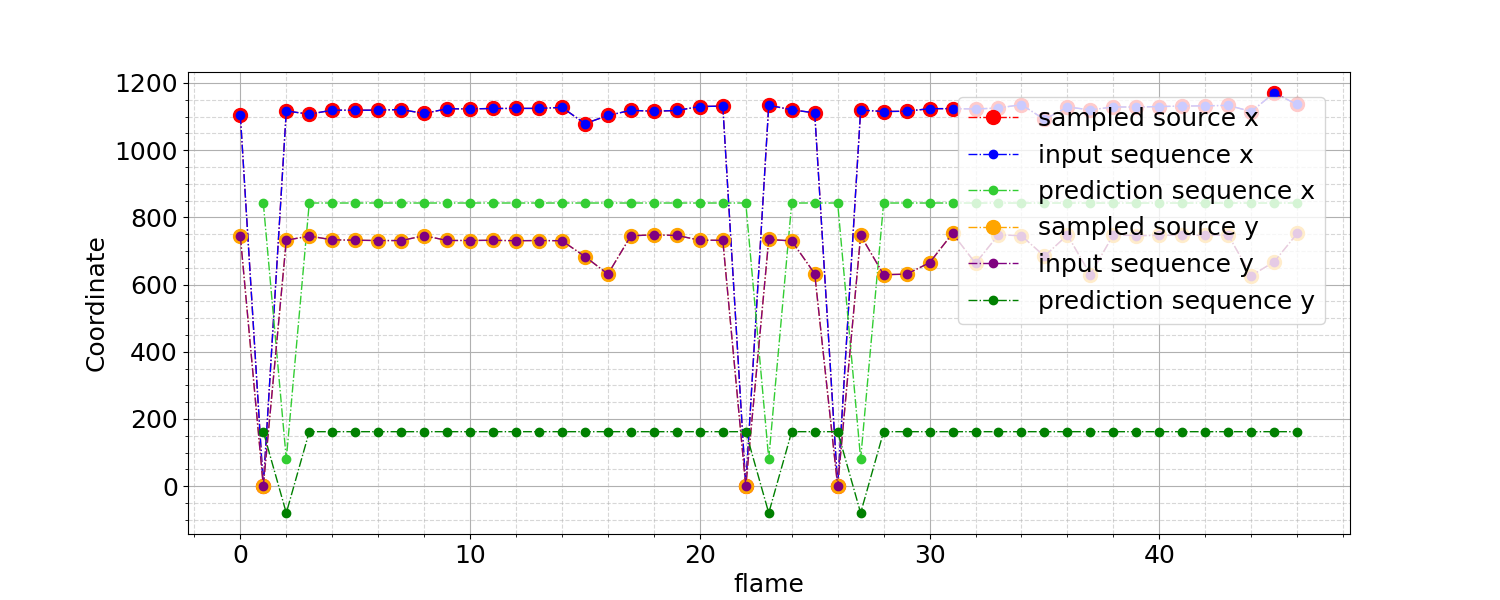 1200
1000
800
600
400
200
0
Coordinate
0 10 20 30 40
flame
sampled source x
input sequence x
prediction sequence x
sampled source y
input sequence y
prediction sequence y